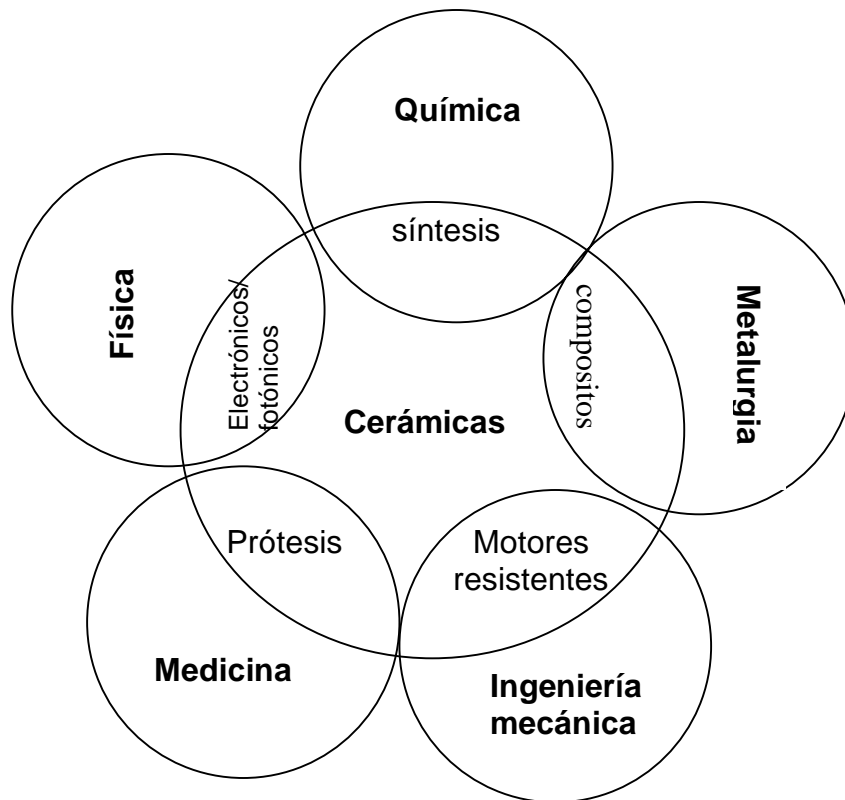 Química
síntesis
Física
Electrónicos/
fotónicos
compositos
Metalurgia
Cerámicas
Prótesis
Motores
resistentes
Medicina
Ingeniería
mecánica